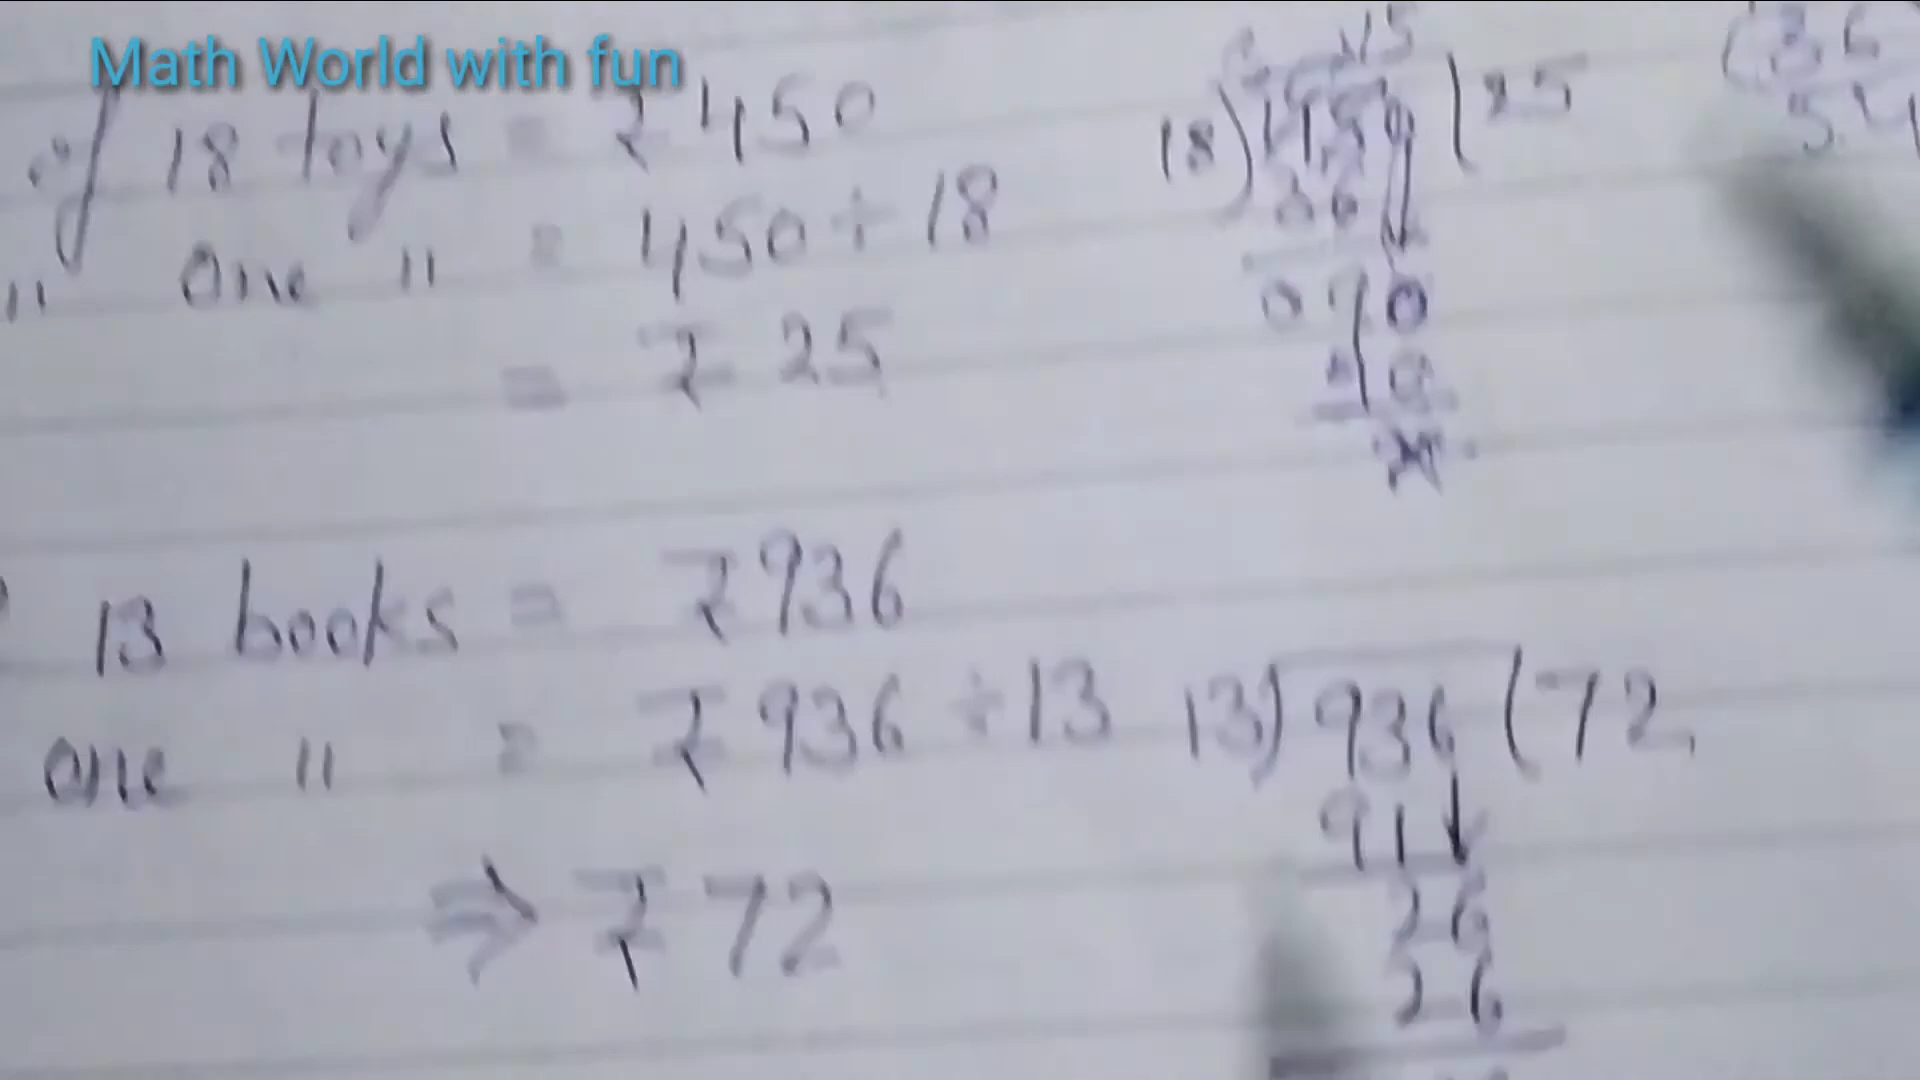 Math World with fun
of 18 toys = ₹ 450
18) 450 (25
36
" one " = 450 ÷ 18
36
090
= ₹ 25
90
13 books = ₹ 936
one " = ₹ 936 ÷ 13
13) 936 (72
91
⇒ ₹ 72
26
26